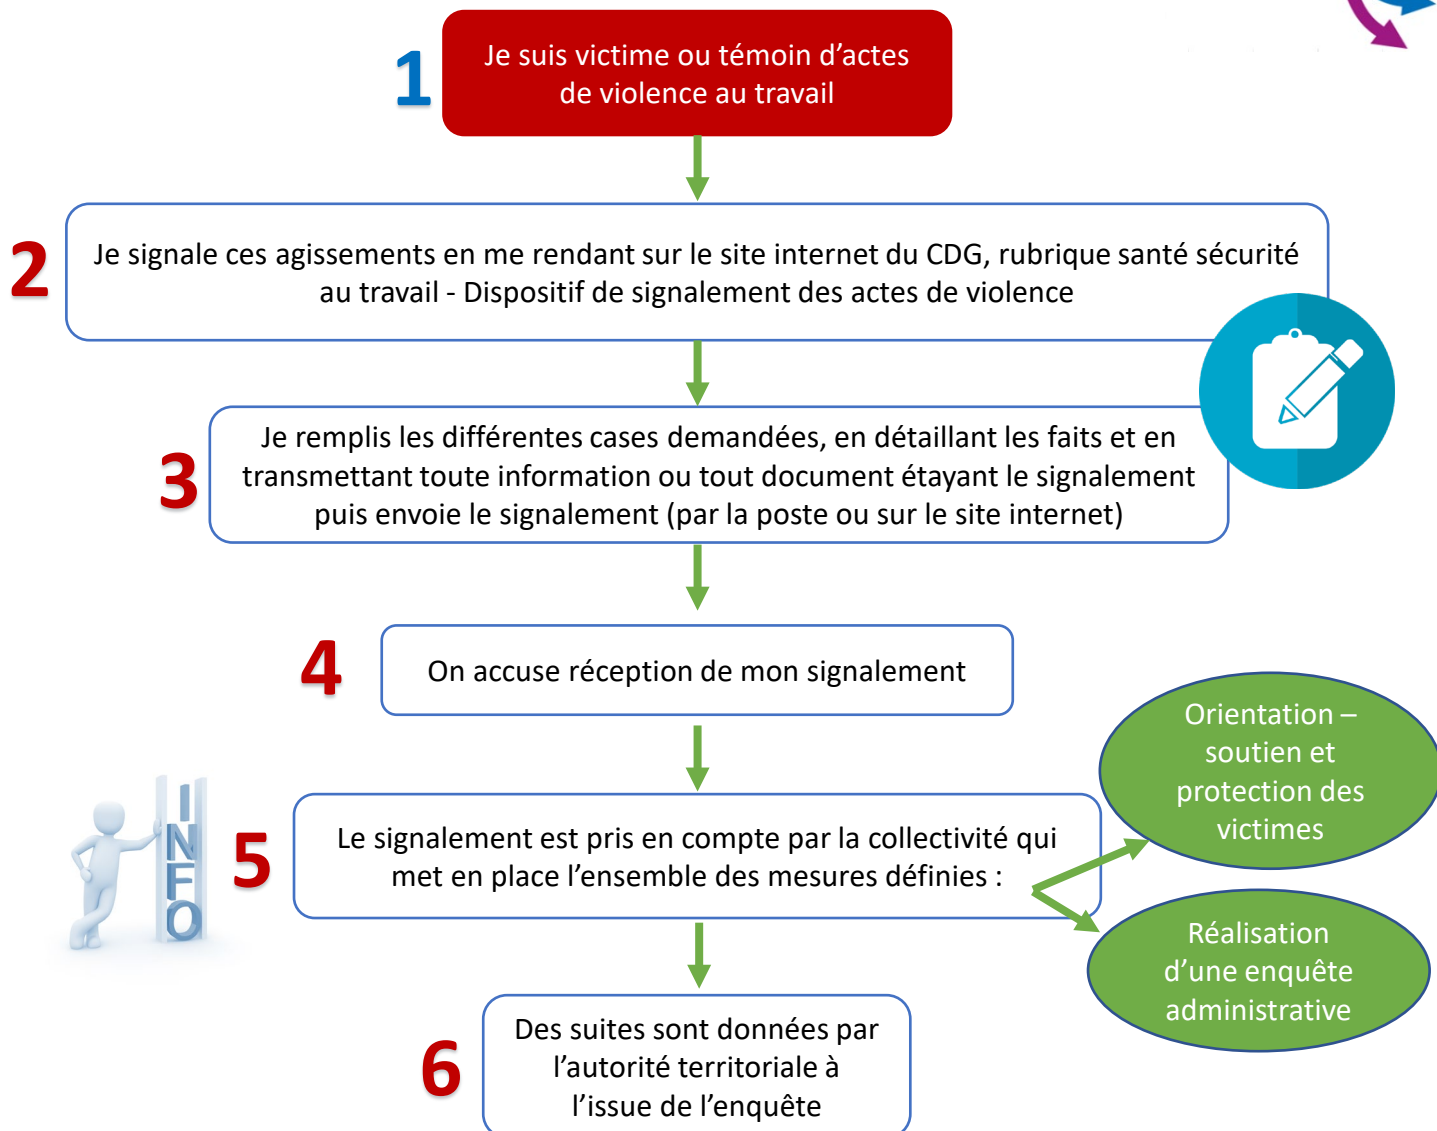 1
Je suis victime ou témoin d’actes
de violence au travail
2
Je signale ces agissements en me rendant sur le site internet du CDG, rubrique santé sécurité
au travail - Dispositif de signalement des actes de violence
3
Je remplis les différentes cases demandées, en détaillant les faits et en
transmettant toute information ou tout document étayant le signalement
puis envoie le signalement (par la poste ou sur le site internet)
4
On accuse réception de mon signalement
INFO
5
Le signalement est pris en compte par la collectivité qui
met en place l’ensemble des mesures définies :
Orientation –
soutien et
protection des
victimes
Réalisation
d’une enquête
administrative
6
Des suites sont données par
l’autorité territoriale à
l’issue de l’enquête